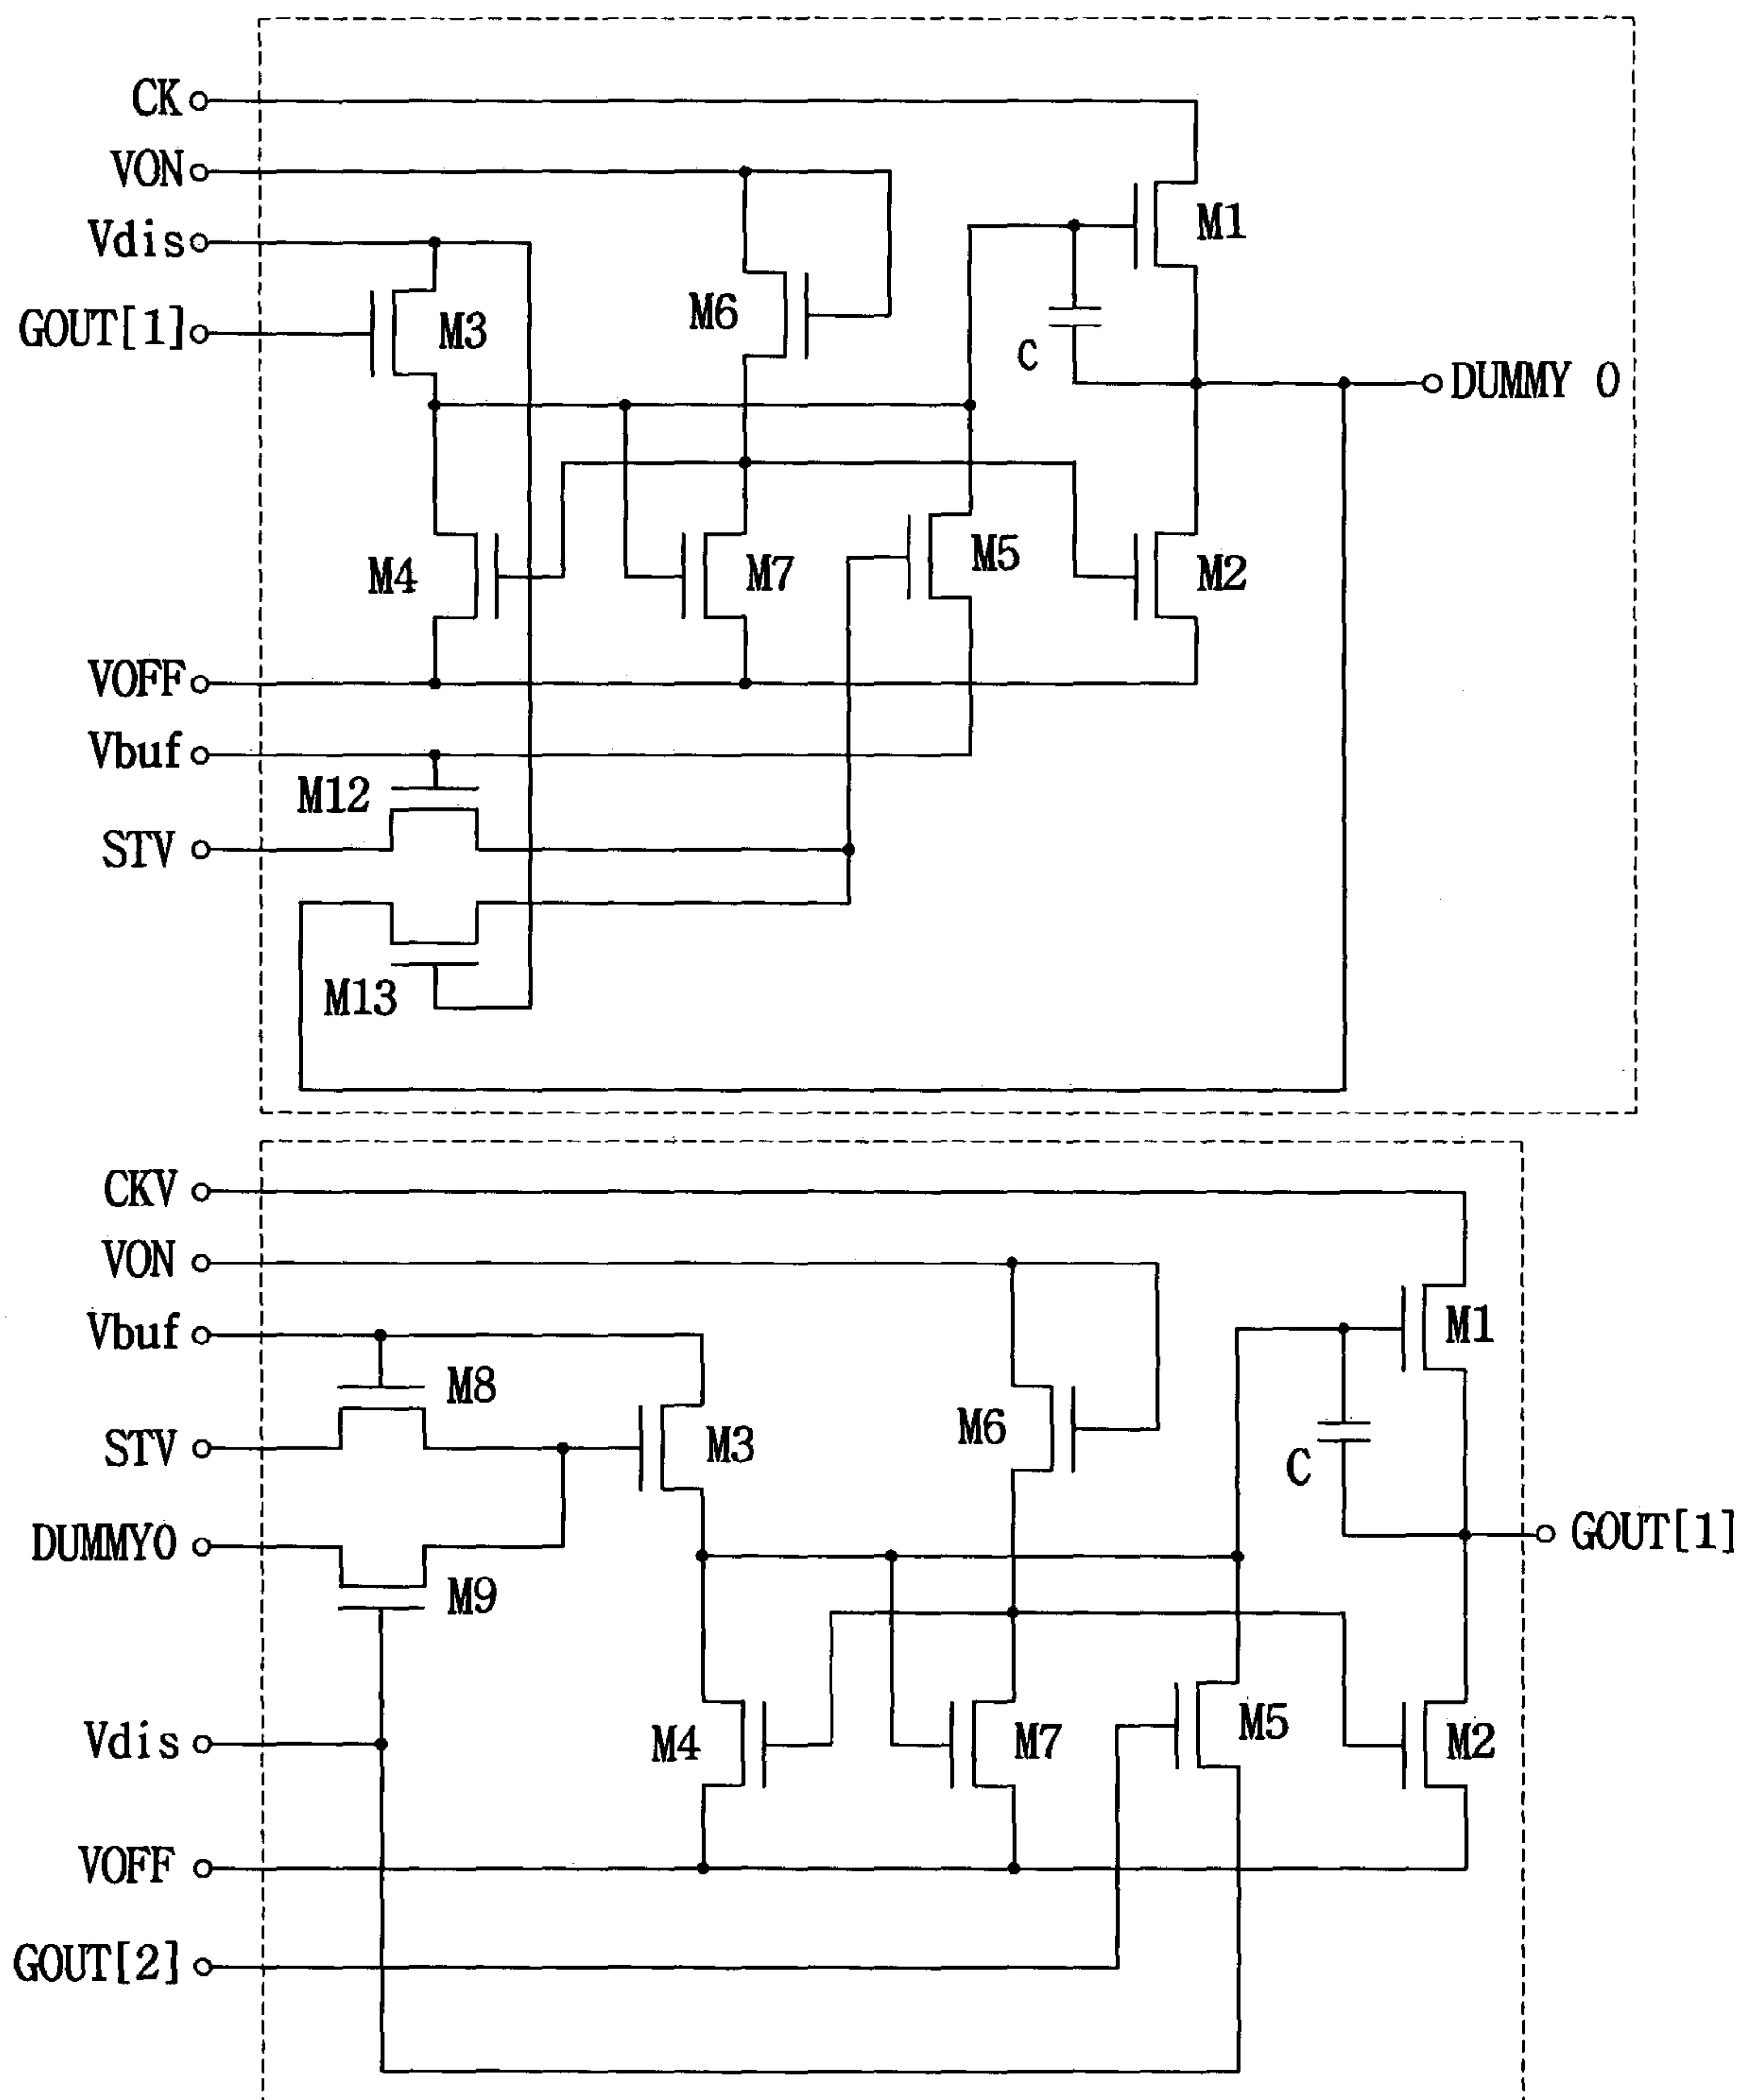 CK
VON
Vdis
GOUT[1]
M3
M6
M1
C
DUMMY 0
M4
M7
M5
M2
VOFF
Vbuf
M12
STV
M13
CKV
VON
Vbuf
M8
STV
M3
M6
M1
C
DUMMY0
M9
GOUT[1]
Vdis
M4
M7
M5
M2
VOFF
GOUT[2]